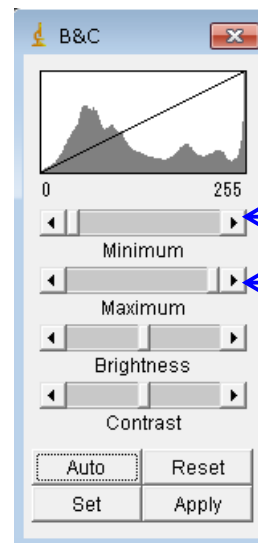 B&C
0 255
Minimum
Maximum
Brightness
Contrast
Auto Reset
Set Apply